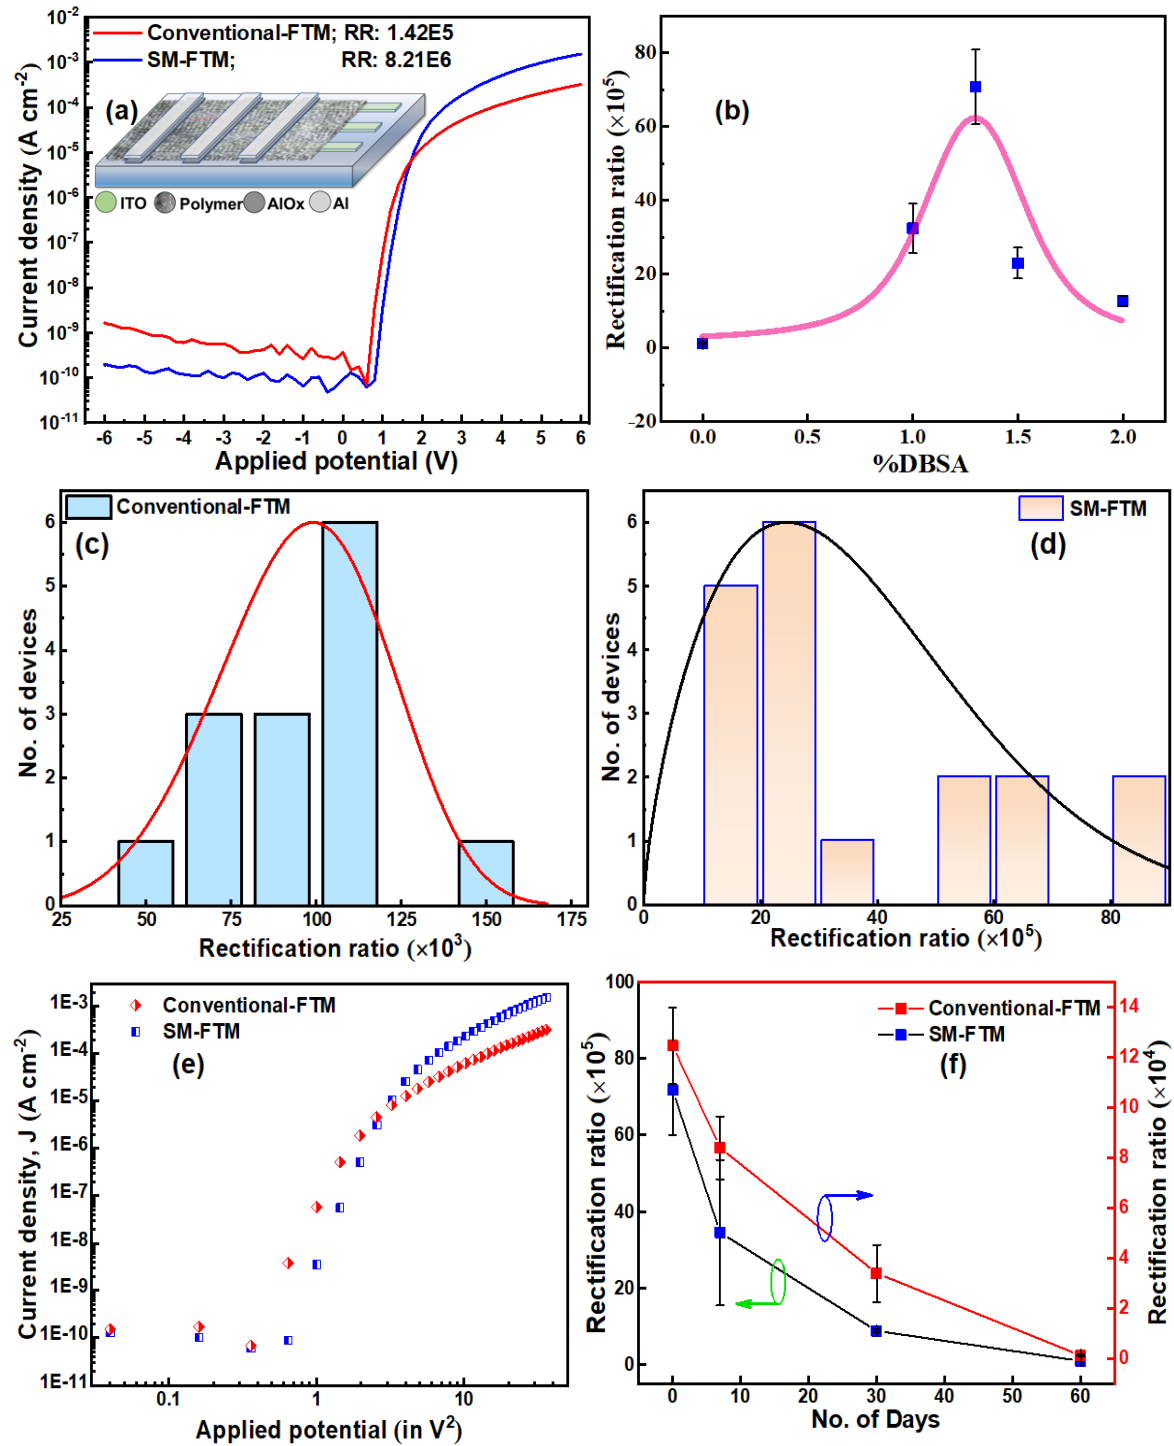 Conventional-FTM; RR: 1.42E5
SM-FTM; RR: 8.21E6
(a)
ITO Polymer AlOx Al
10⁻² 10⁻³ 10⁻⁴ 10⁻⁵ 10⁻⁶ 10⁻⁷ 10⁻⁸ 10⁻⁹ 10⁻¹⁰ 10⁻¹¹
Current density (A cm⁻²)
-6 -5 -4 -3 -2 -1 0 1 2 3 4 5 6
Applied potential (V)
(b)
80 60 40 20 0 -20
Rectification ratio (×10⁵)
0.0 0.5 1.0 1.5 2.0
%DBSA
Conventional-FTM
(c)
6 5 4 3 2 1 0
No. of devices
25 50 75 100 125 150 175
Rectification ratio (×10³)
SM-FTM
(d)
6 5 4 3 2 1 0
No. of devices
0 20 40 60 80
Rectification ratio (×10⁵)
Conventional-FTM
SM-FTM
(e)
1E-3 1E-4 1E-5 1E-6 1E-7 1E-8 1E-9 1E-10 1E-11
Current density, J (A cm⁻²)
0.1 1 10
Applied potential (in V²)
Conventional-FTM
SM-FTM
(f)
100 80 60 40 20 0
Rectification ratio (×10⁵)
14 12 10 8 6 4 2 0
Rectification ratio (×10⁴)
0 10 20 30 40 50 60
No. of Days